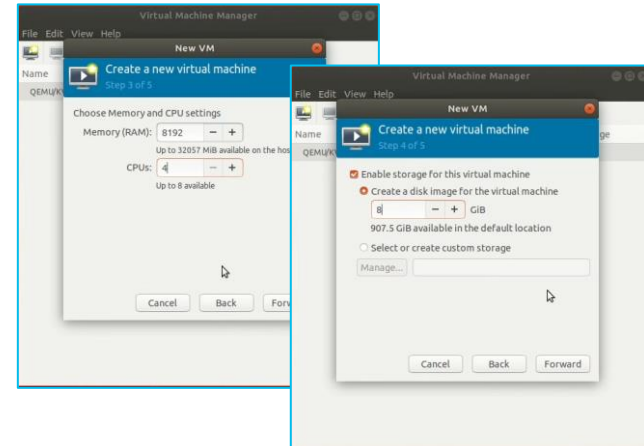 Virtual Machine Manager
File Edit View Help
New VM
Create a new virtual machine
Step 3 of 5
Name
QEMU/K
Choose Memory and CPU settings
Memory (RAM): 8192 − +
Up to 32057 MiB available on the hos
CPUs: 4 − +
Up to 8 available
Cancel Back Forv
Virtual Machine Manager
File Edit View Help
New VM
Create a new virtual machine
Step 4 of 5
Name
ge
QEMU/K
Enable storage for this virtual machine
Create a disk image for the virtual machine
8 − + GiB
907.5 GiB available in the default location
Select or create custom storage
Manage...
Cancel Back Forward